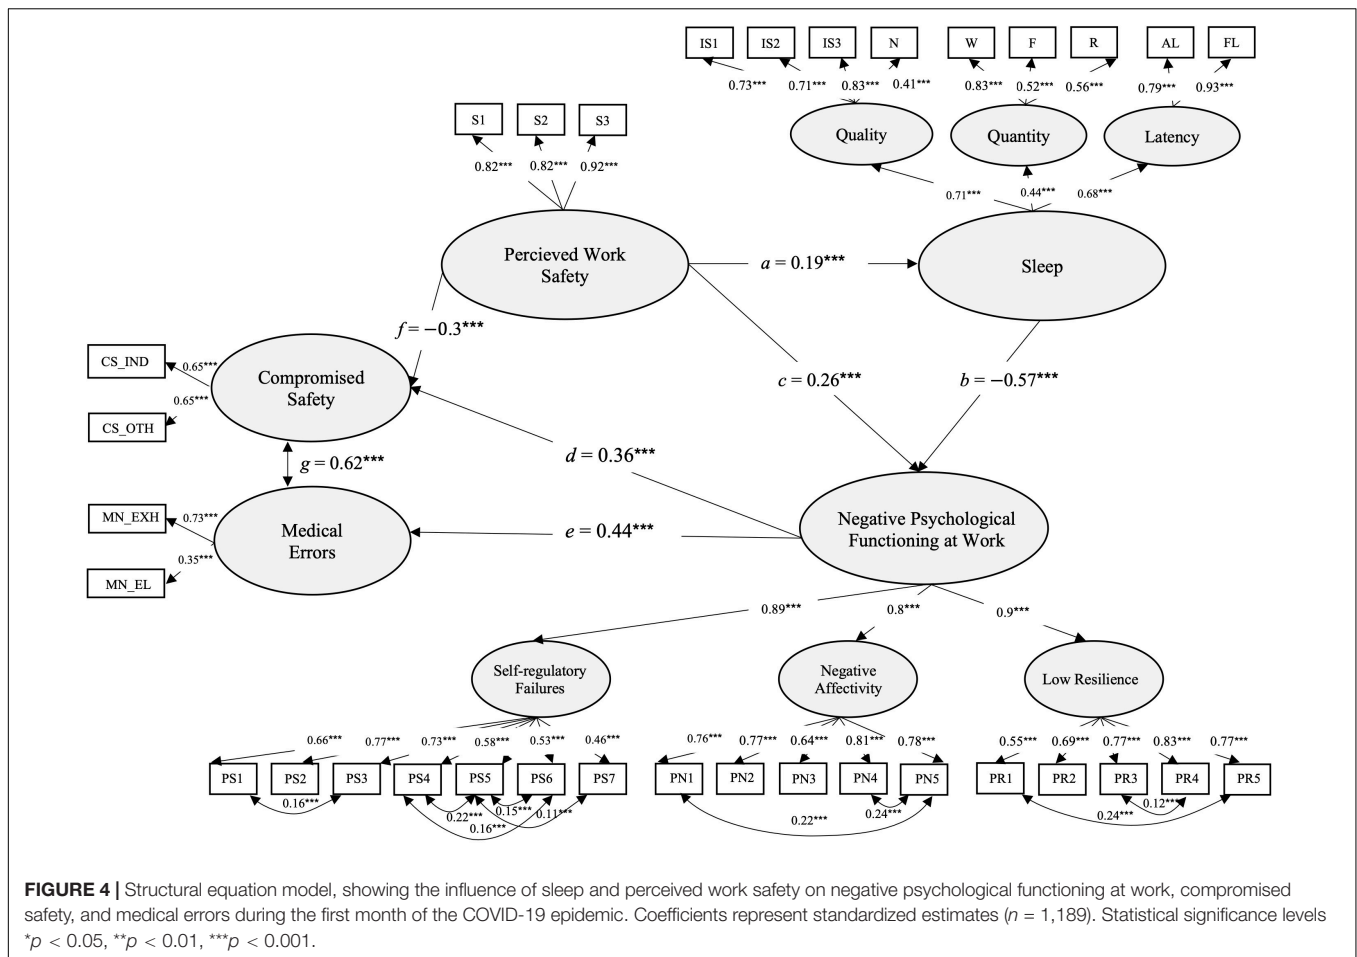 IS1 IS2 IS3 N W F R AL FL
0.73*** 0.71*** 0.83*** 0.41*** 0.83*** 0.52*** 0.56*** 0.79*** 0.93***
S1 S2 S3
Quality Quantity Latency
0.82*** 0.82*** 0.92***
0.71*** 0.44*** 0.68***
Percieved Work
Safety
a = 0.19***
Sleep
f = −0.3***
CS_IND
0.65***
Compromised
Safety
c = 0.26***
b = −0.57***
0.65***
CS_OTH
d = 0.36***
g = 0.62***
MN_EXH
0.73***
Medical
Errors
e = 0.44***
Negative Psychological
Functioning at Work
0.35***
MN_EL
0.89*** 0.8*** 0.9***
Self-regulatory
Failures
Negative
Affectivity
Low Resilience
0.66*** 0.77*** 0.73*** 0.58*** 0.53*** 0.46*** 0.76*** 0.77*** 0.64*** 0.81*** 0.78*** 0.55*** 0.69*** 0.77*** 0.83*** 0.77***
PS1 PS2 PS3 PS4 PS5 PS6 PS7 PN1 PN2 PN3 PN4 PN5 PR1 PR2 PR3 PR4 PR5
0.16*** 0.22*** 0.15*** 0.11*** 0.24*** 0.12***
0.16*** 0.22*** 0.24***
FIGURE 4 | Structural equation model, showing the influence of sleep and perceived work safety on negative psychological functioning at work, compromised
safety, and medical errors during the first month of the COVID-19 epidemic. Coefficients represent standardized estimates (n = 1,189). Statistical significance levels
*p < 0.05, **p < 0.01, ***p < 0.001.